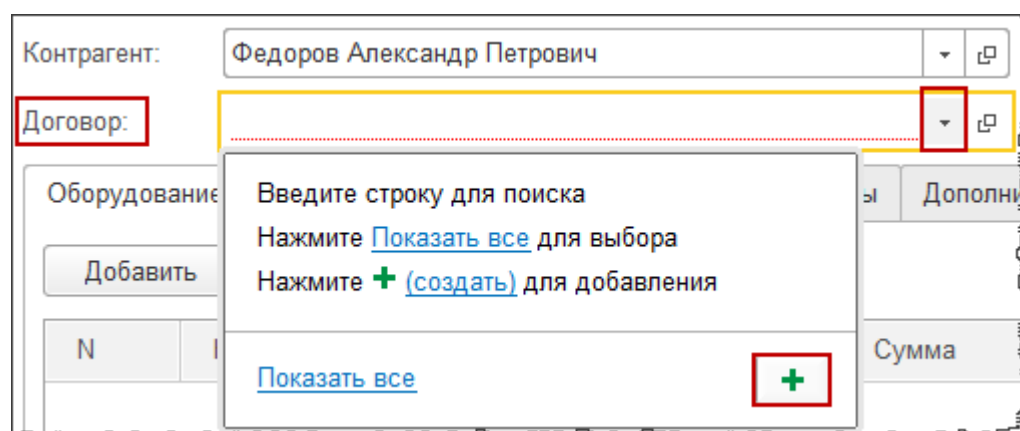 Контрагент: Федоров Александр Петрович
Договор:
Оборудование Дополни
Введите строку для поиска
Нажмите Показать все для выбора
Нажмите + (создать) для добавления
Добавить
N Сумма
Показать все +